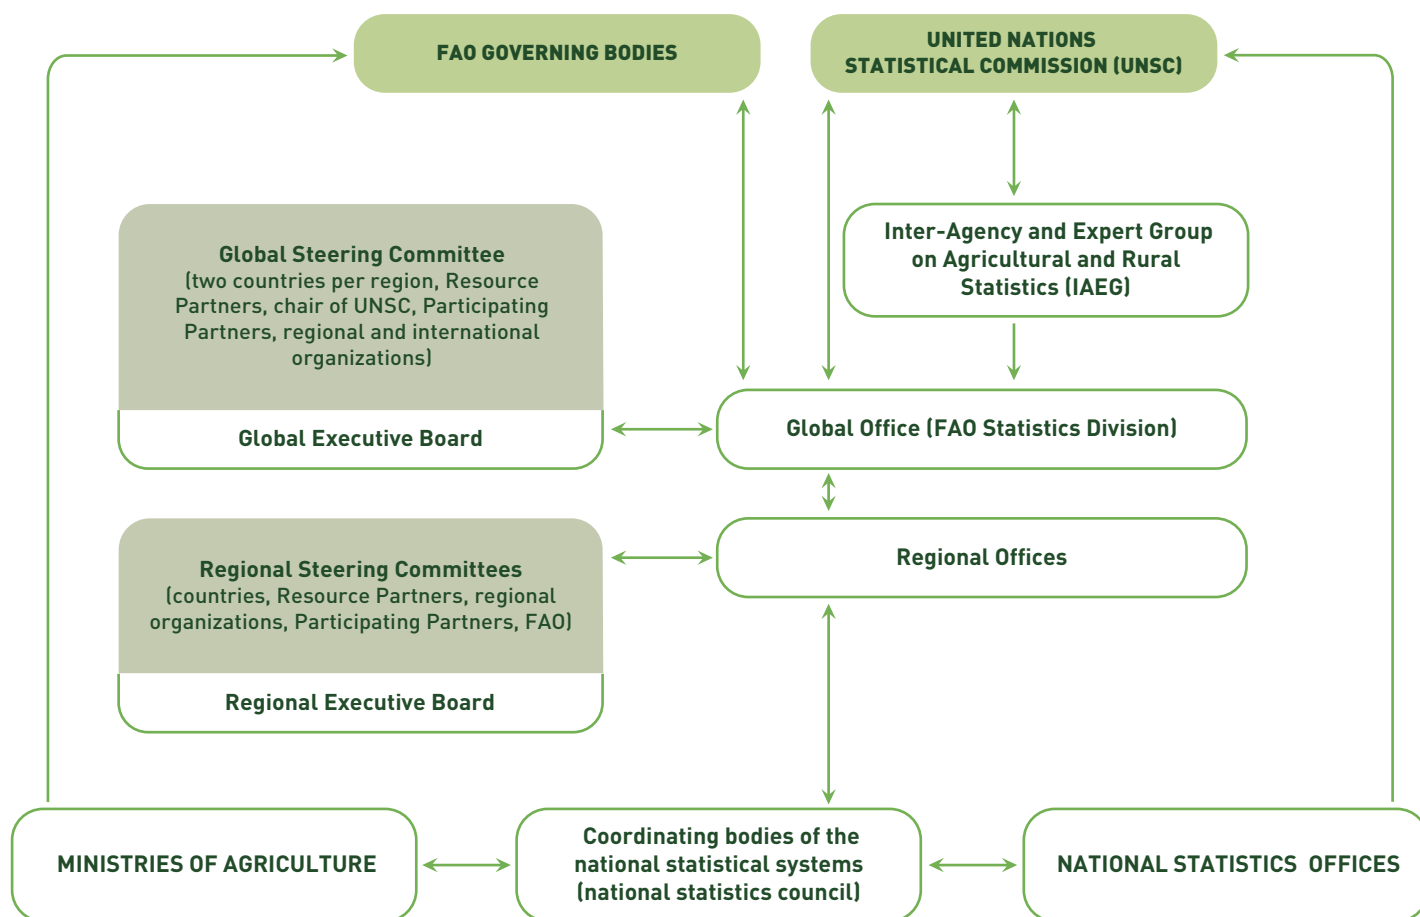 FAO GOVERNING BODIES
UNITED NATIONS
STATISTICAL COMMISSION (UNSC)
Global Steering Committee
(two countries per region, Resource
Partners, chair of UNSC, Participating
Partners, regional and international
organizations)
Global Executive Board
Inter-Agency and Expert Group
on Agricultural and Rural
Statistics (IAEG)
Global Office (FAO Statistics Division)
Regional Steering Committees
(countries, Resource Partners, regional
organizations, Participating Partners, FAO)
Regional Executive Board
Regional Offices
MINISTRIES OF AGRICULTURE
Coordinating bodies of the
national statistical systems
(national statistics council)
NATIONAL STATISTICS OFFICES